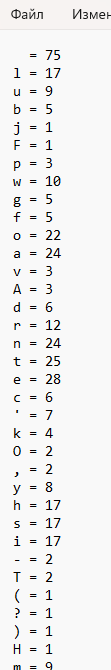 Файл Измен
  = 75
l = 17
u = 9
b = 5
j = 1
F = 1
p = 3
w = 10
g = 5
f = 5
o = 22
a = 24
v = 3
A = 3
d = 6
r = 12
n = 24
t = 25
e = 28
c = 6
' = 7
k = 4
O = 2
, = 2
y = 8
h = 17
s = 17
i = 17
- = 2
T = 2
( = 1
? = 1
) = 1
H = 1
m = 9